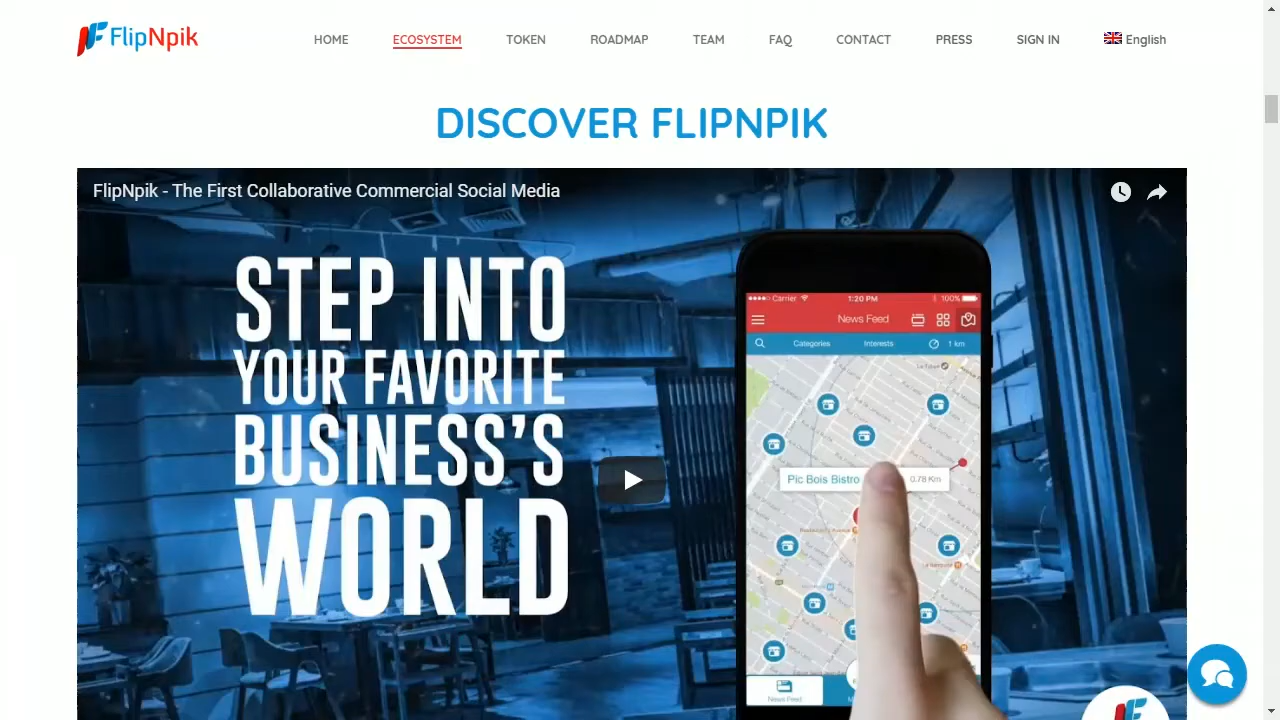 FlipNpik
HOME
ECOSYSTEM
TOKEN
ROADMAP
TEAM
FAQ
CONTACT
PRESS
SIGN IN
English
DISCOVER FLIPNPIK
FlipNpik - The First Collaborative Commercial Social Media
STEP INTO
YOUR FAVORITE
BUSINESS'S
WORLD
Carrier
1:20 PM
100%
News Feed
Categories
Interests
1 km
Pic Bois Bistro
0.78 Km
News Feed